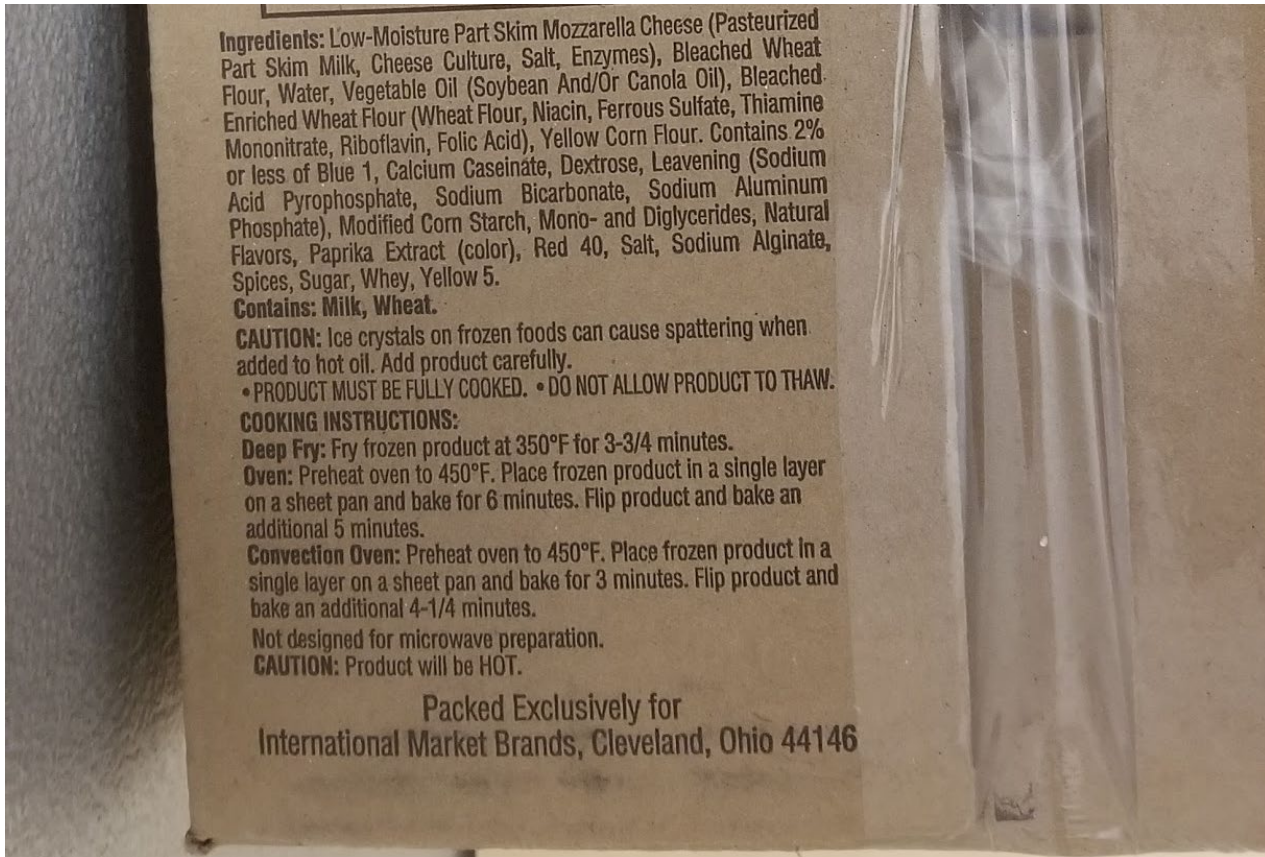 Ingredients: Low-Moisture Part Skim Mozzarella Cheese (Pasteurized
Part Skim Milk, Cheese Culture, Salt, Enzymes), Bleached Wheat
Flour, Water, Vegetable Oil (Soybean And/Or Canola Oil), Bleached
Enriched Wheat Flour (Wheat Flour, Niacin, Ferrous Sulfate, Thiamine
Mononitrate, Riboflavin, Folic Acid), Yellow Corn Flour. Contains 2%
or less of Blue 1, Calcium Caseinate, Dextrose, Leavening (Sodium
Acid Pyrophosphate, Sodium Bicarbonate, Sodium Aluminum
Phosphate), Modified Corn Starch, Mono- and Diglycerides, Natural
Flavors, Paprika Extract (color), Red 40, Salt, Sodium Alginate,
Spices, Sugar, Whey, Yellow 5.
Contains: Milk, Wheat.
CAUTION: Ice crystals on frozen foods can cause spattering when
added to hot oil. Add product carefully.
• PRODUCT MUST BE FULLY COOKED. • DO NOT ALLOW PRODUCT TO THAW.
COOKING INSTRUCTIONS:
Deep Fry: Fry frozen product at 350°F for 3-3/4 minutes.
Oven: Preheat oven to 450°F. Place frozen product in a single layer
on a sheet pan and bake for 6 minutes. Flip product and bake an
additional 5 minutes.
Convection Oven: Preheat oven to 450°F. Place frozen product in a
single layer on a sheet pan and bake for 3 minutes. Flip product and
bake an additional 4-1/4 minutes.
Not designed for microwave preparation.
CAUTION: Product will be HOT.
Packed Exclusively for
International Market Brands, Cleveland, Ohio 44146